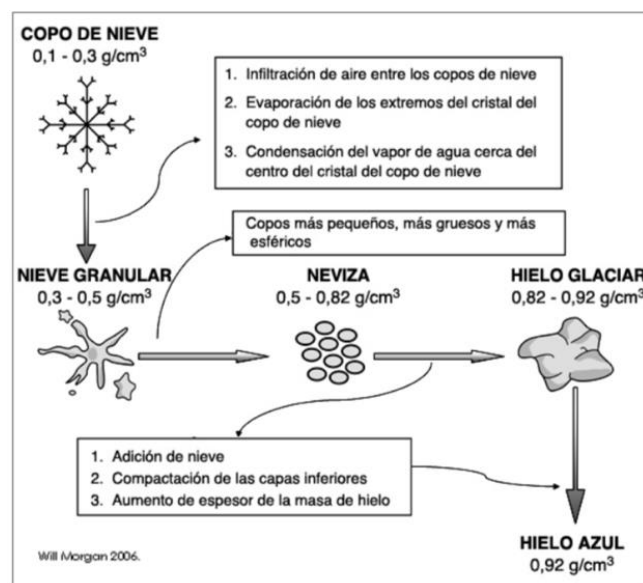 COPO DE NIEVE
0,1 - 0,3 g/cm³
1. Infiltración de aire entre los copos de nieve
2. Evaporación de los extremos del cristal del
copo de nieve
3. Condensación del vapor de agua cerca del
centro del cristal del copo de nieve
Copos más pequeños, más gruesos y más
esféricos
NIEVE GRANULAR
0,3 - 0,5 g/cm³
NEVIZA
0,5 - 0,82 g/cm³
HIELO GLACIAR
0,82 - 0,92 g/cm³
1. Adición de nieve
2. Compactación de las capas inferiores
3. Aumento de espesor de la masa de hielo
Will Morgan 2006.
HIELO AZUL
0,92 g/cm³